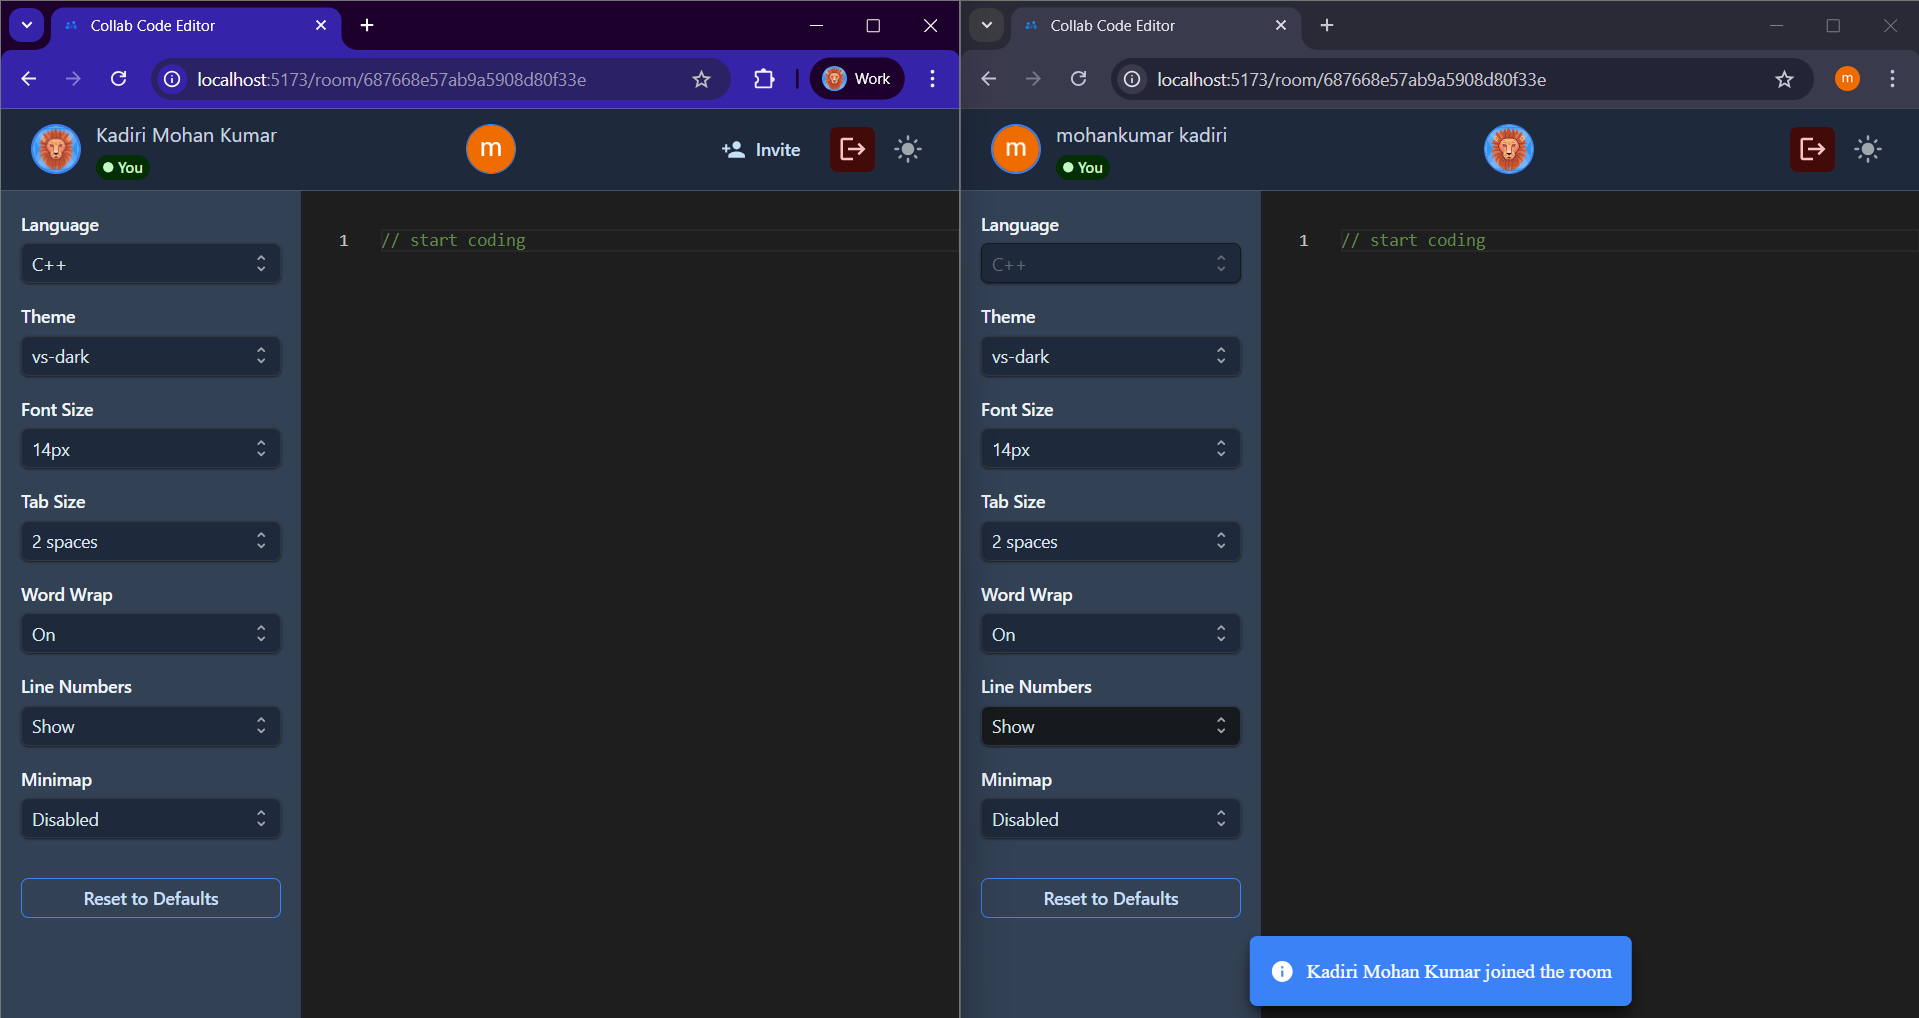 Collab Code Editor
localhost:5173/room/687668e57ab9a5908d80f33e
Work
Kadiri Mohan Kumar
You
m
Invite
Language
C++
Theme
vs-dark
Font Size
14px
Tab Size
2 spaces
Word Wrap
On
Line Numbers
Show
Minimap
Disabled
Reset to Defaults
1 // start coding
Collab Code Editor
localhost:5173/room/687668e57ab9a5908d80f33e
m
m
mohankumar kadiri
You
Language
C++
Theme
vs-dark
Font Size
14px
Tab Size
2 spaces
Word Wrap
On
Line Numbers
Show
Minimap
Disabled
Reset to Defaults
1 // start coding
Kadiri Mohan Kumar joined the room